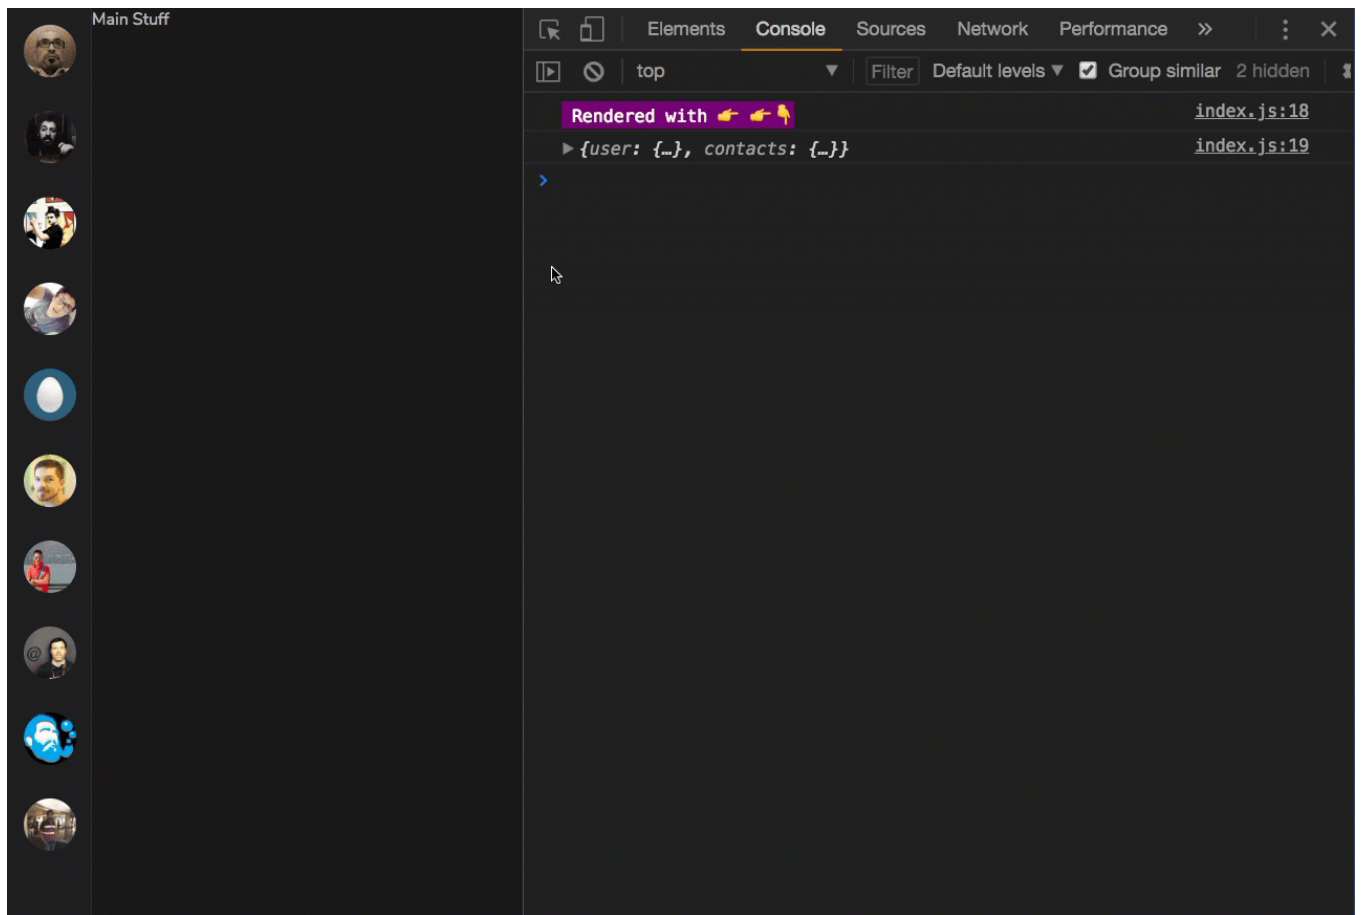 Main Stuff
Elements Console Sources Network Performance »
top ▼ Filter Default levels ▼ Group similar 2 hidden
Rendered with 👉 👉👇 index.js:18
▶{user: {…}, contacts: {…}} index.js:19
>
@